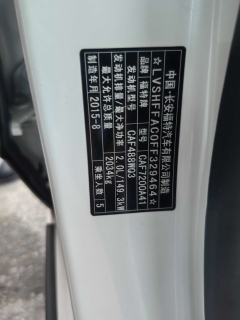 中国·长安福特汽车有限公司制造
☆LVSHFFAC0FF329464☆
品牌 福特牌 型号 CAF7200A41
发动机型号 CAF488WQ3
发动机排量/最大净功率 2.0L/149.3kW
最大允许总质量 2034kg
制造年月 2015-8 乘坐人数 5